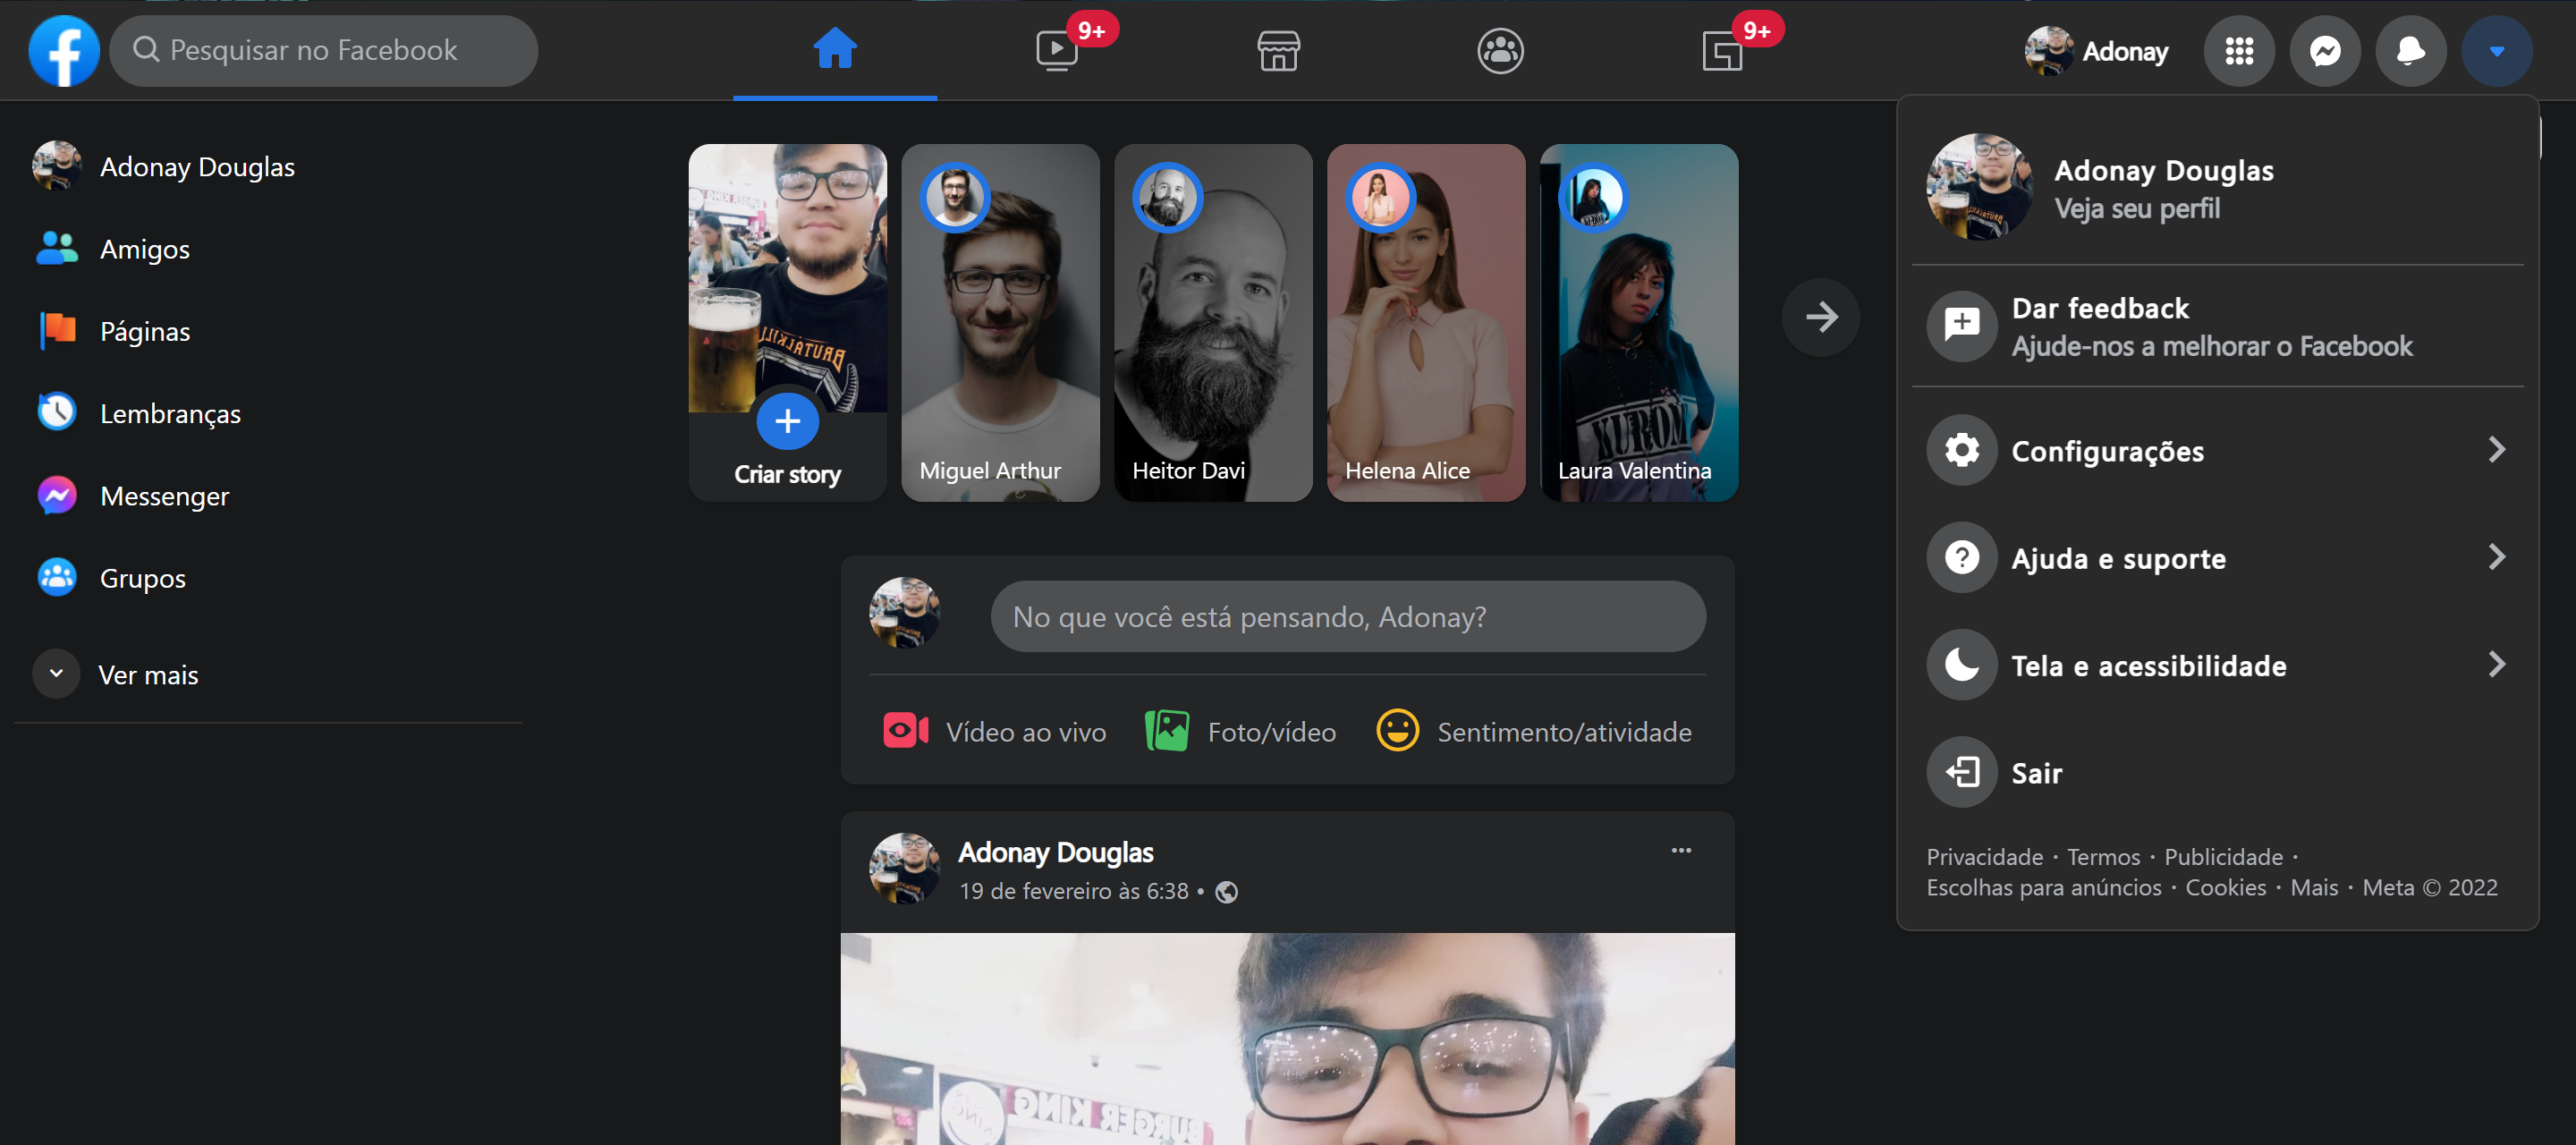 Pesquisar no Facebook
9+
9+
Adonay
Adonay Douglas
Amigos
Páginas
Lembranças
Messenger
Grupos
Ver mais
BRUTALKILL
Criar story
Miguel Arthur
Heitor Davi
Helena Alice
Laura Valentina
No que você está pensando, Adonay?
Vídeo ao vivo
Foto/vídeo
Sentimento/atividade
Adonay Douglas
19 de fevereiro às 6:38 •
BURGER KING
Adonay Douglas
Veja seu perfil
Dar feedback
Ajude-nos a melhorar o Facebook
Configurações
Ajuda e suporte
Tela e acessibilidade
Sair
Privacidade · Termos · Publicidade ·
Escolhas para anúncios · Cookies · Mais · Meta © 2022